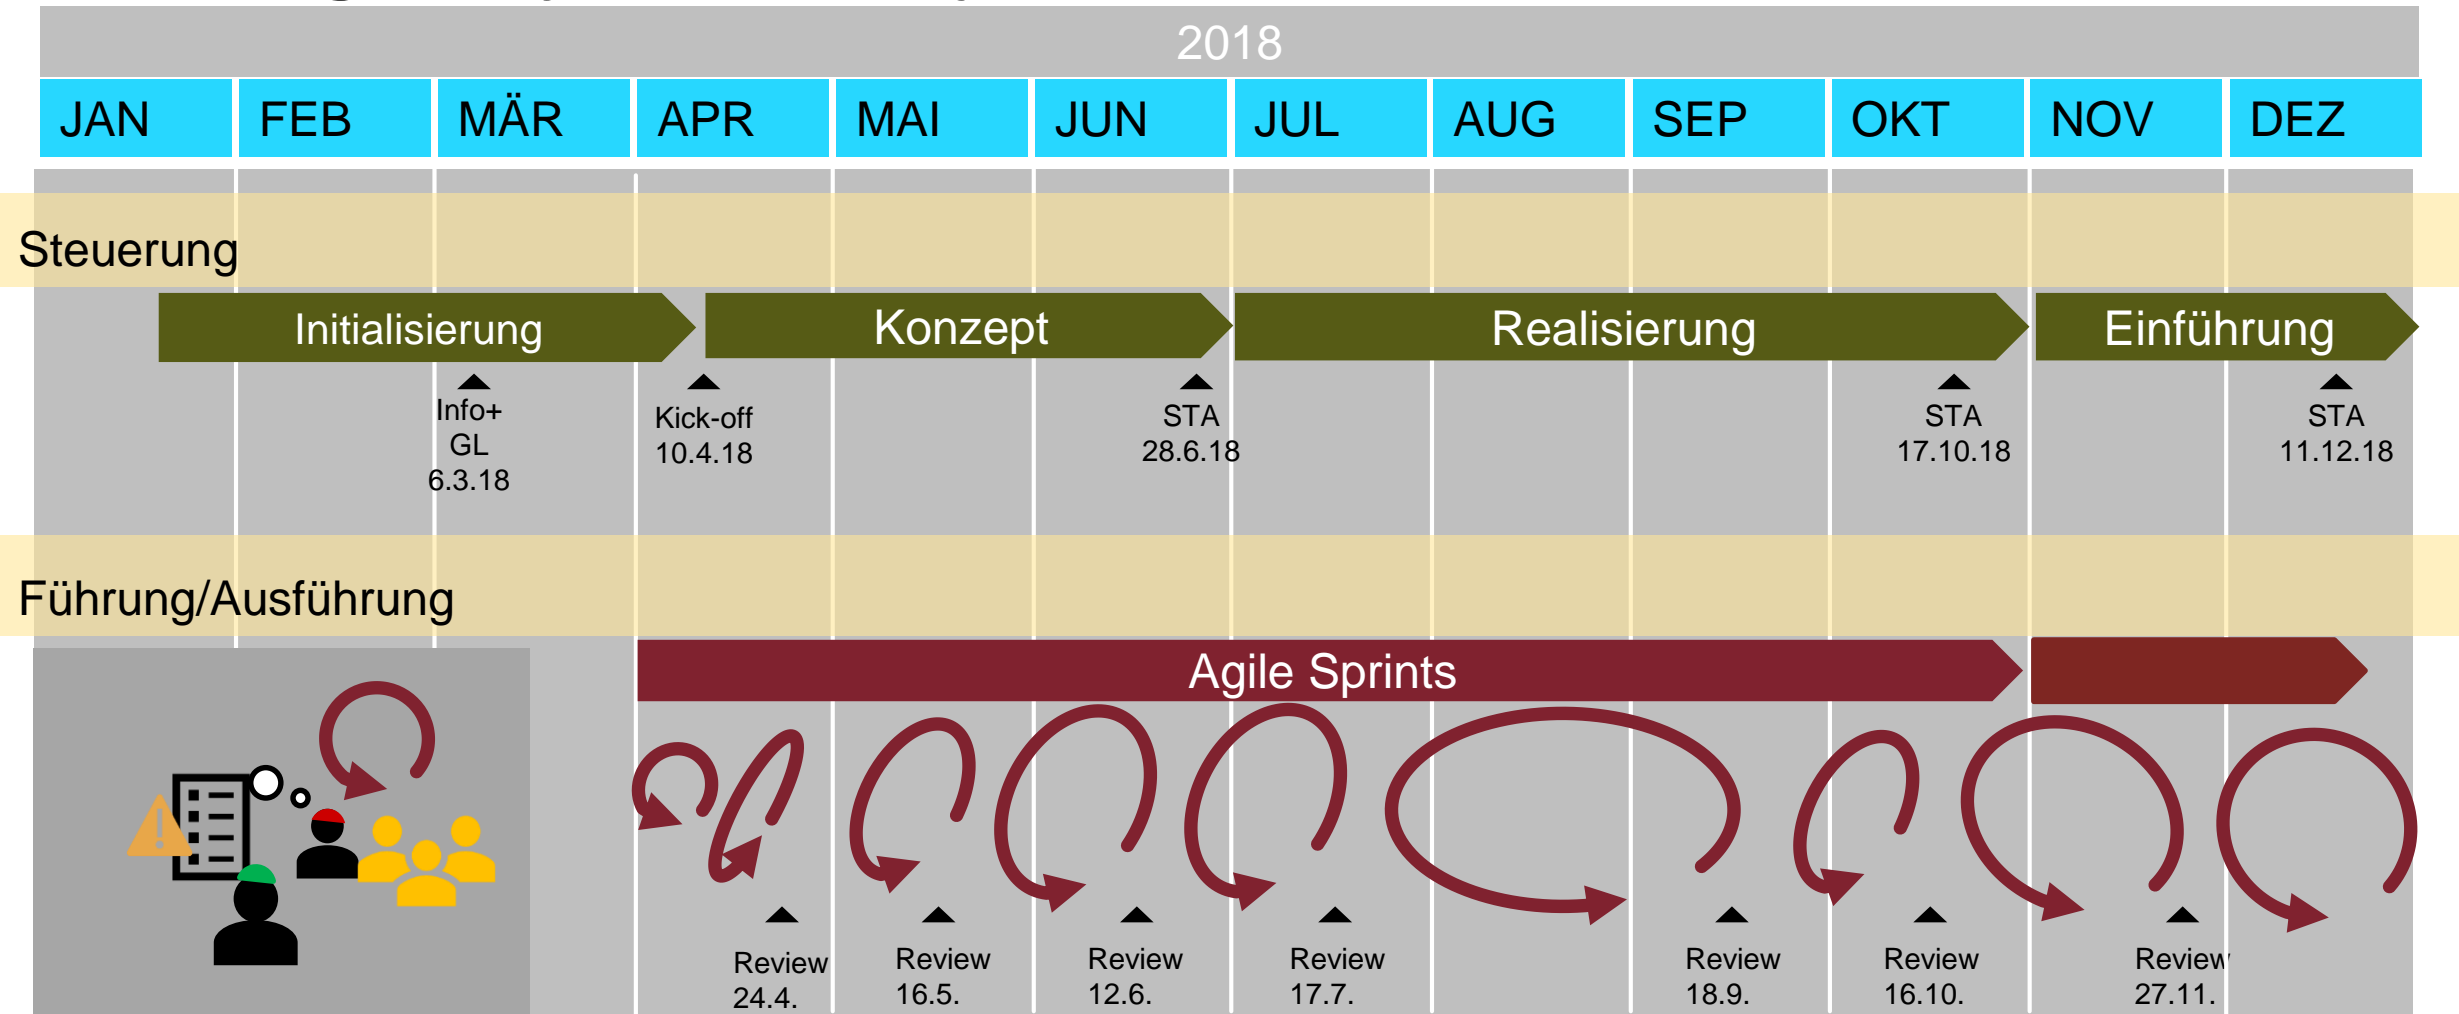 2018
JAN FEB MÄR APR MAI JUN JUL AUG SEP OKT NOV DEZ
Steuerung
Initialisierung Konzept Realisierung Einführung
Info+
GL
6.3.18
Kick-off
10.4.18
STA
28.6.18
STA
17.10.18
STA
11.12.18
Führung/Ausführung
Agile Sprints
Review
24.4.
Review
16.5.
Review
12.6.
Review
17.7.
Review
18.9.
Review
16.10.
Review
27.11.